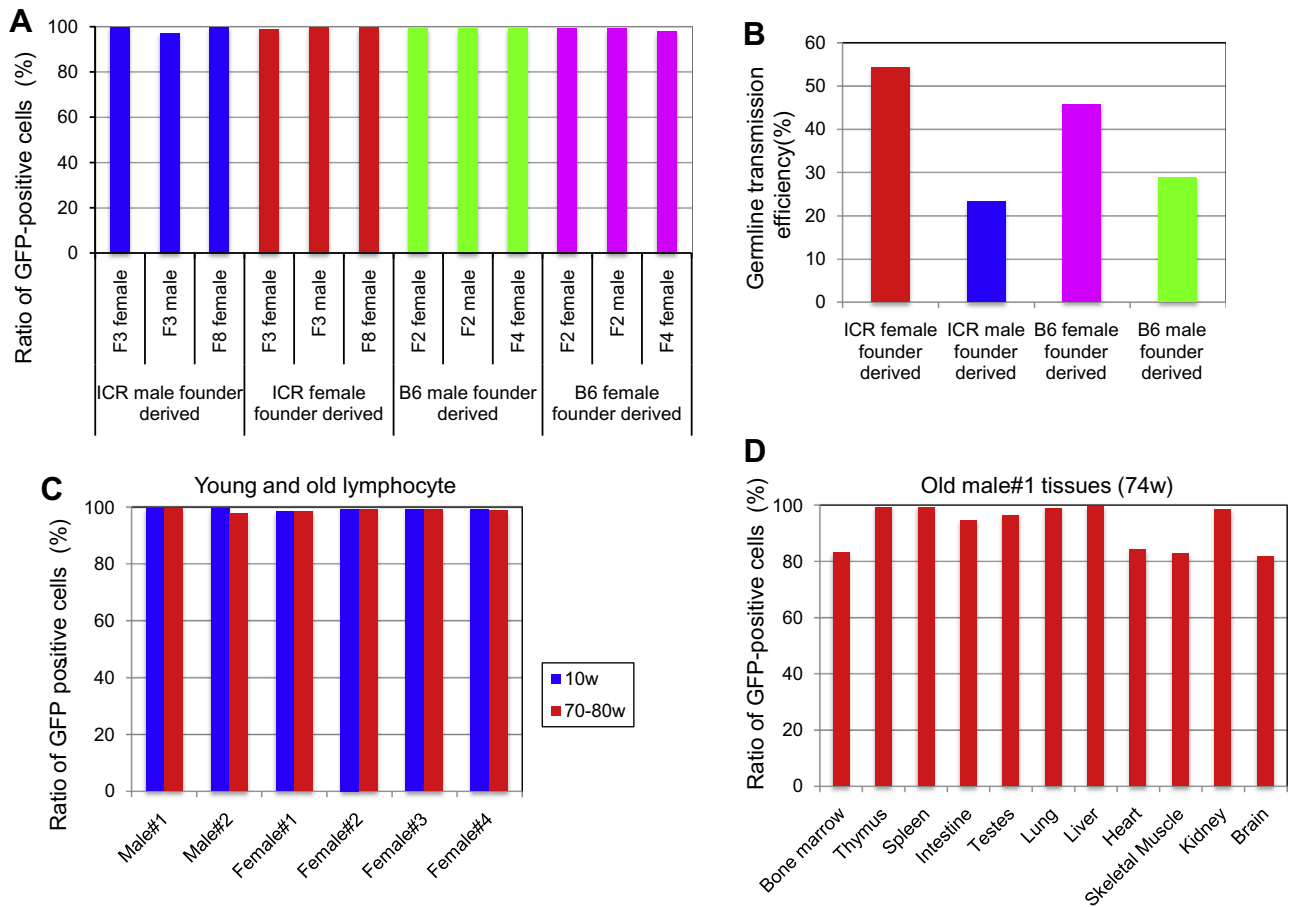 A
Ratio of GFP-positive cells (%)
100
80
60
40
20
0
F3 female
F3 male
F8 female
F3 female
F3 male
F8 female
F2 female
F2 male
F4 female
F2 female
F2 male
F4 female
ICR male founder
derived
ICR female
founder derived
B6 male founder
derived
B6 female
founder derived
B
Germline transmission
efficiency(%)
60
50
40
30
20
10
0
ICR female
founder
derived
ICR male
founder
derived
B6 female
founder
derived
B6 male
founder
derived
C
Young and old lymphocyte
Ratio of GFP positive cells (%)
100
80
60
40
20
0
Male#1
Male#2
Female#1
Female#2
Female#3
Female#4
10w
70-80w
D
Old male#1 tissues (74w)
Ratio of GFP-positive cells (%)
100
80
60
40
20
0
Bone marrow
Thymus
Spleen
Intestine
Testes
Lung
Liver
Heart
Skeletal Muscle
Kidney
Brain